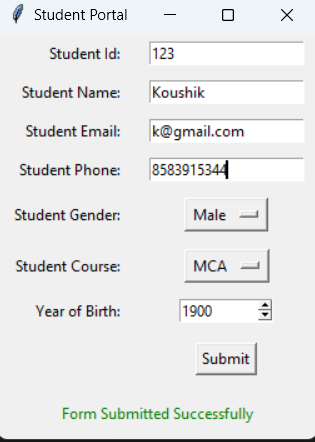 Student Portal
Student Id: 123
Student Name: Koushik
Student Email: k@gmail.com
Student Phone: 8583915344
Student Gender: Male
Student Course: MCA
Year of Birth: 1900
Submit
Form Submitted Successfully